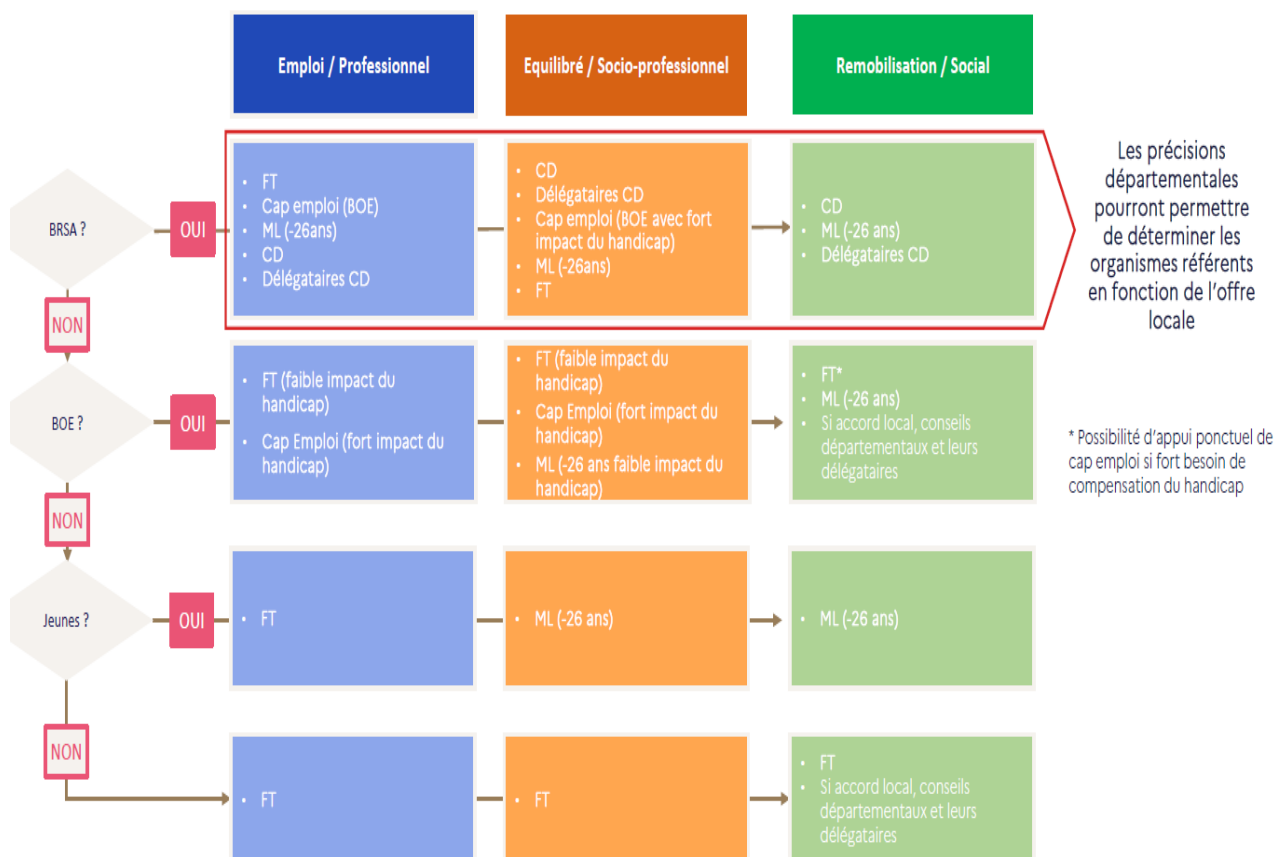 Emploi / Professionnel
Equilibré / Socio-professionnel
Remobilisation / Social
BRSA ?
OUI
• FT
• Cap emploi (BOE)
• ML (-26ans)
• CD
• Délégataires CD
• CD
• Délégataires CD
• Cap emploi (BOE avec fort
impact du handicap)
• ML (-26ans)
• FT
• CD
• ML (-26 ans)
• Délégataires CD
Les précisions
départementales
pourront permettre
de déterminer les
organismes référents
en fonction de l'offre
locale
NON
BOE ?
OUI
• FT (faible impact du
handicap)
• Cap Emploi (fort impact du
handicap)
• FT (faible impact du
handicap)
• Cap Emploi (fort impact du
handicap)
• ML (-26 ans faible impact du
handicap)
• FT*
• ML (-26 ans)
• Si accord local, conseils
départementaux et leurs
délégataires
* Possibilité d'appui ponctuel de
cap emploi si fort besoin de
compensation du handicap
NON
Jeunes ?
OUI
• FT
• ML (-26 ans)
• ML (-26 ans)
NON
• FT
• FT
• FT
• Si accord local, conseils
départementaux et leurs
délégataires